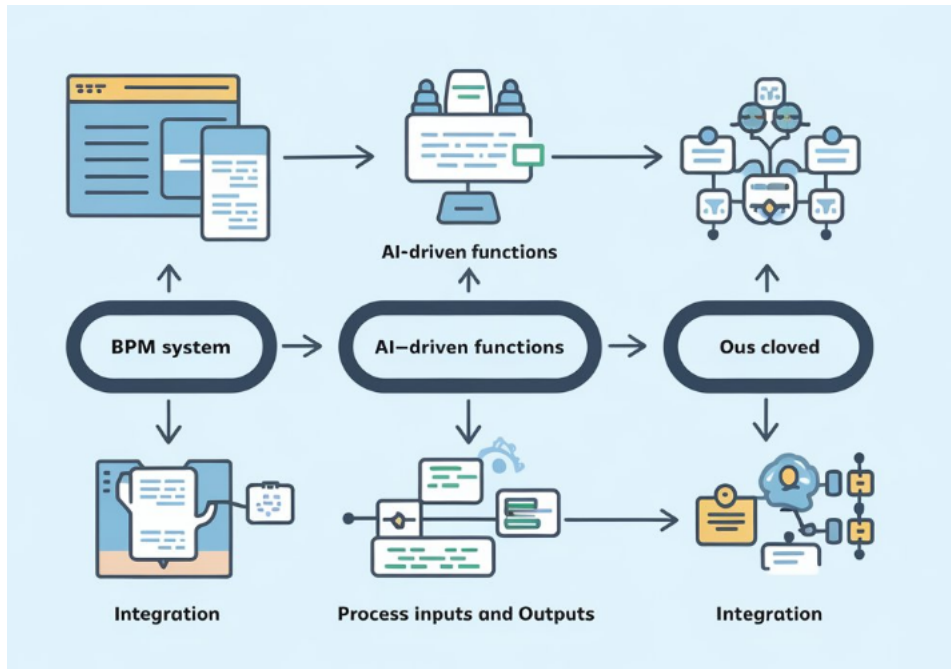 AI-driven functions
BPM system
AI-driven functions
Ous cloved
Integration
Process inputs and Outputs
Integration